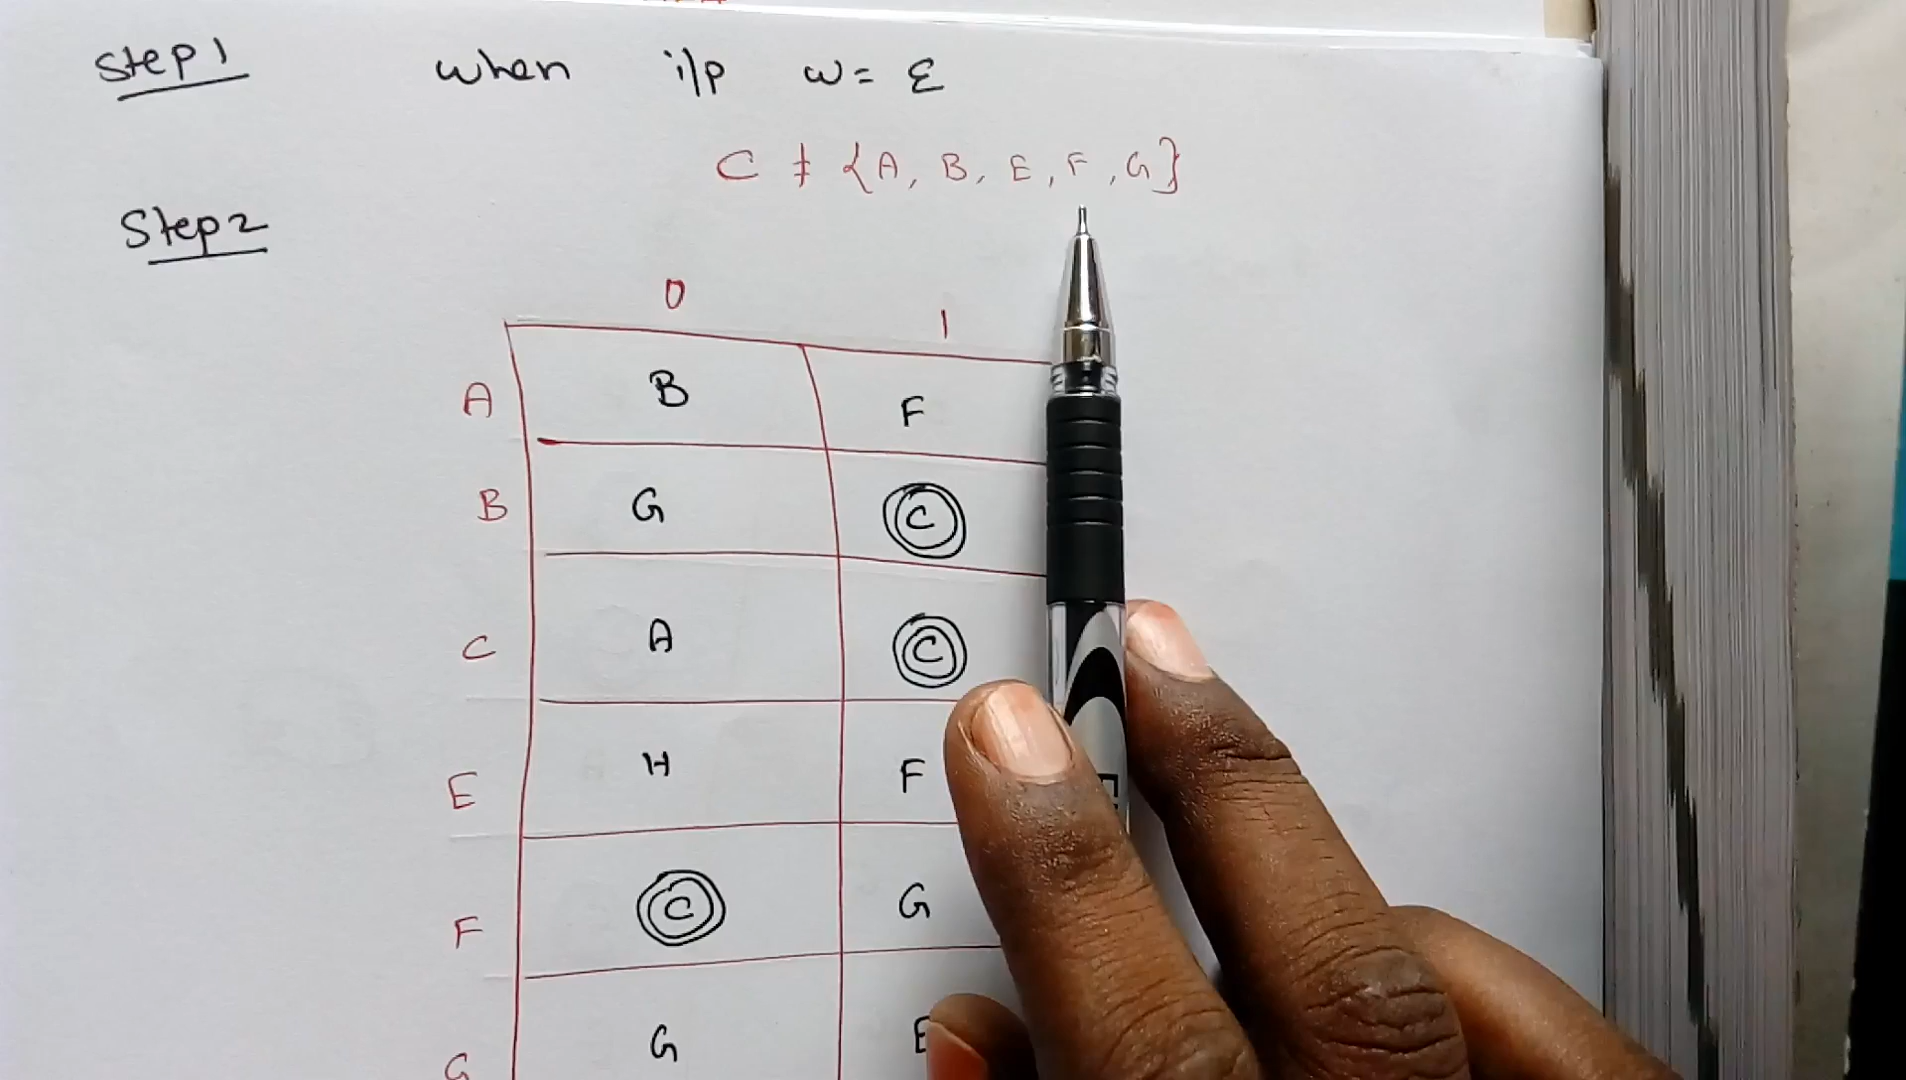 Step 1 when i/p w = ε
C ≠ {A, B, E, F, G}
Step 2
0 1
A B F
B G C
C A C
E H F
F C G
G G E